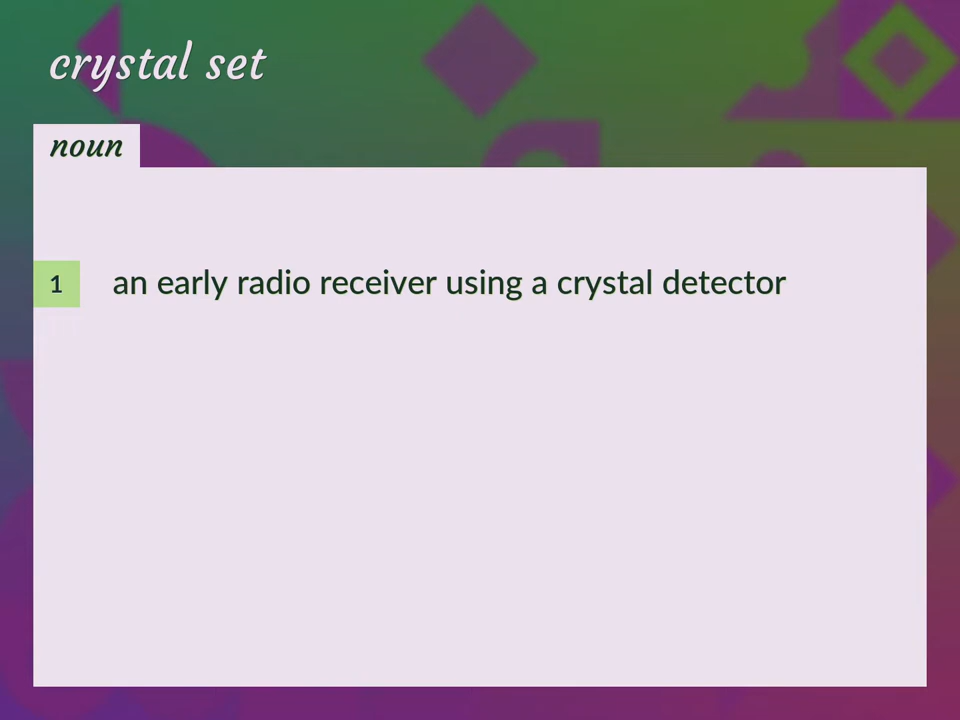 crystal set
noun
1 an early radio receiver using a crystal detector